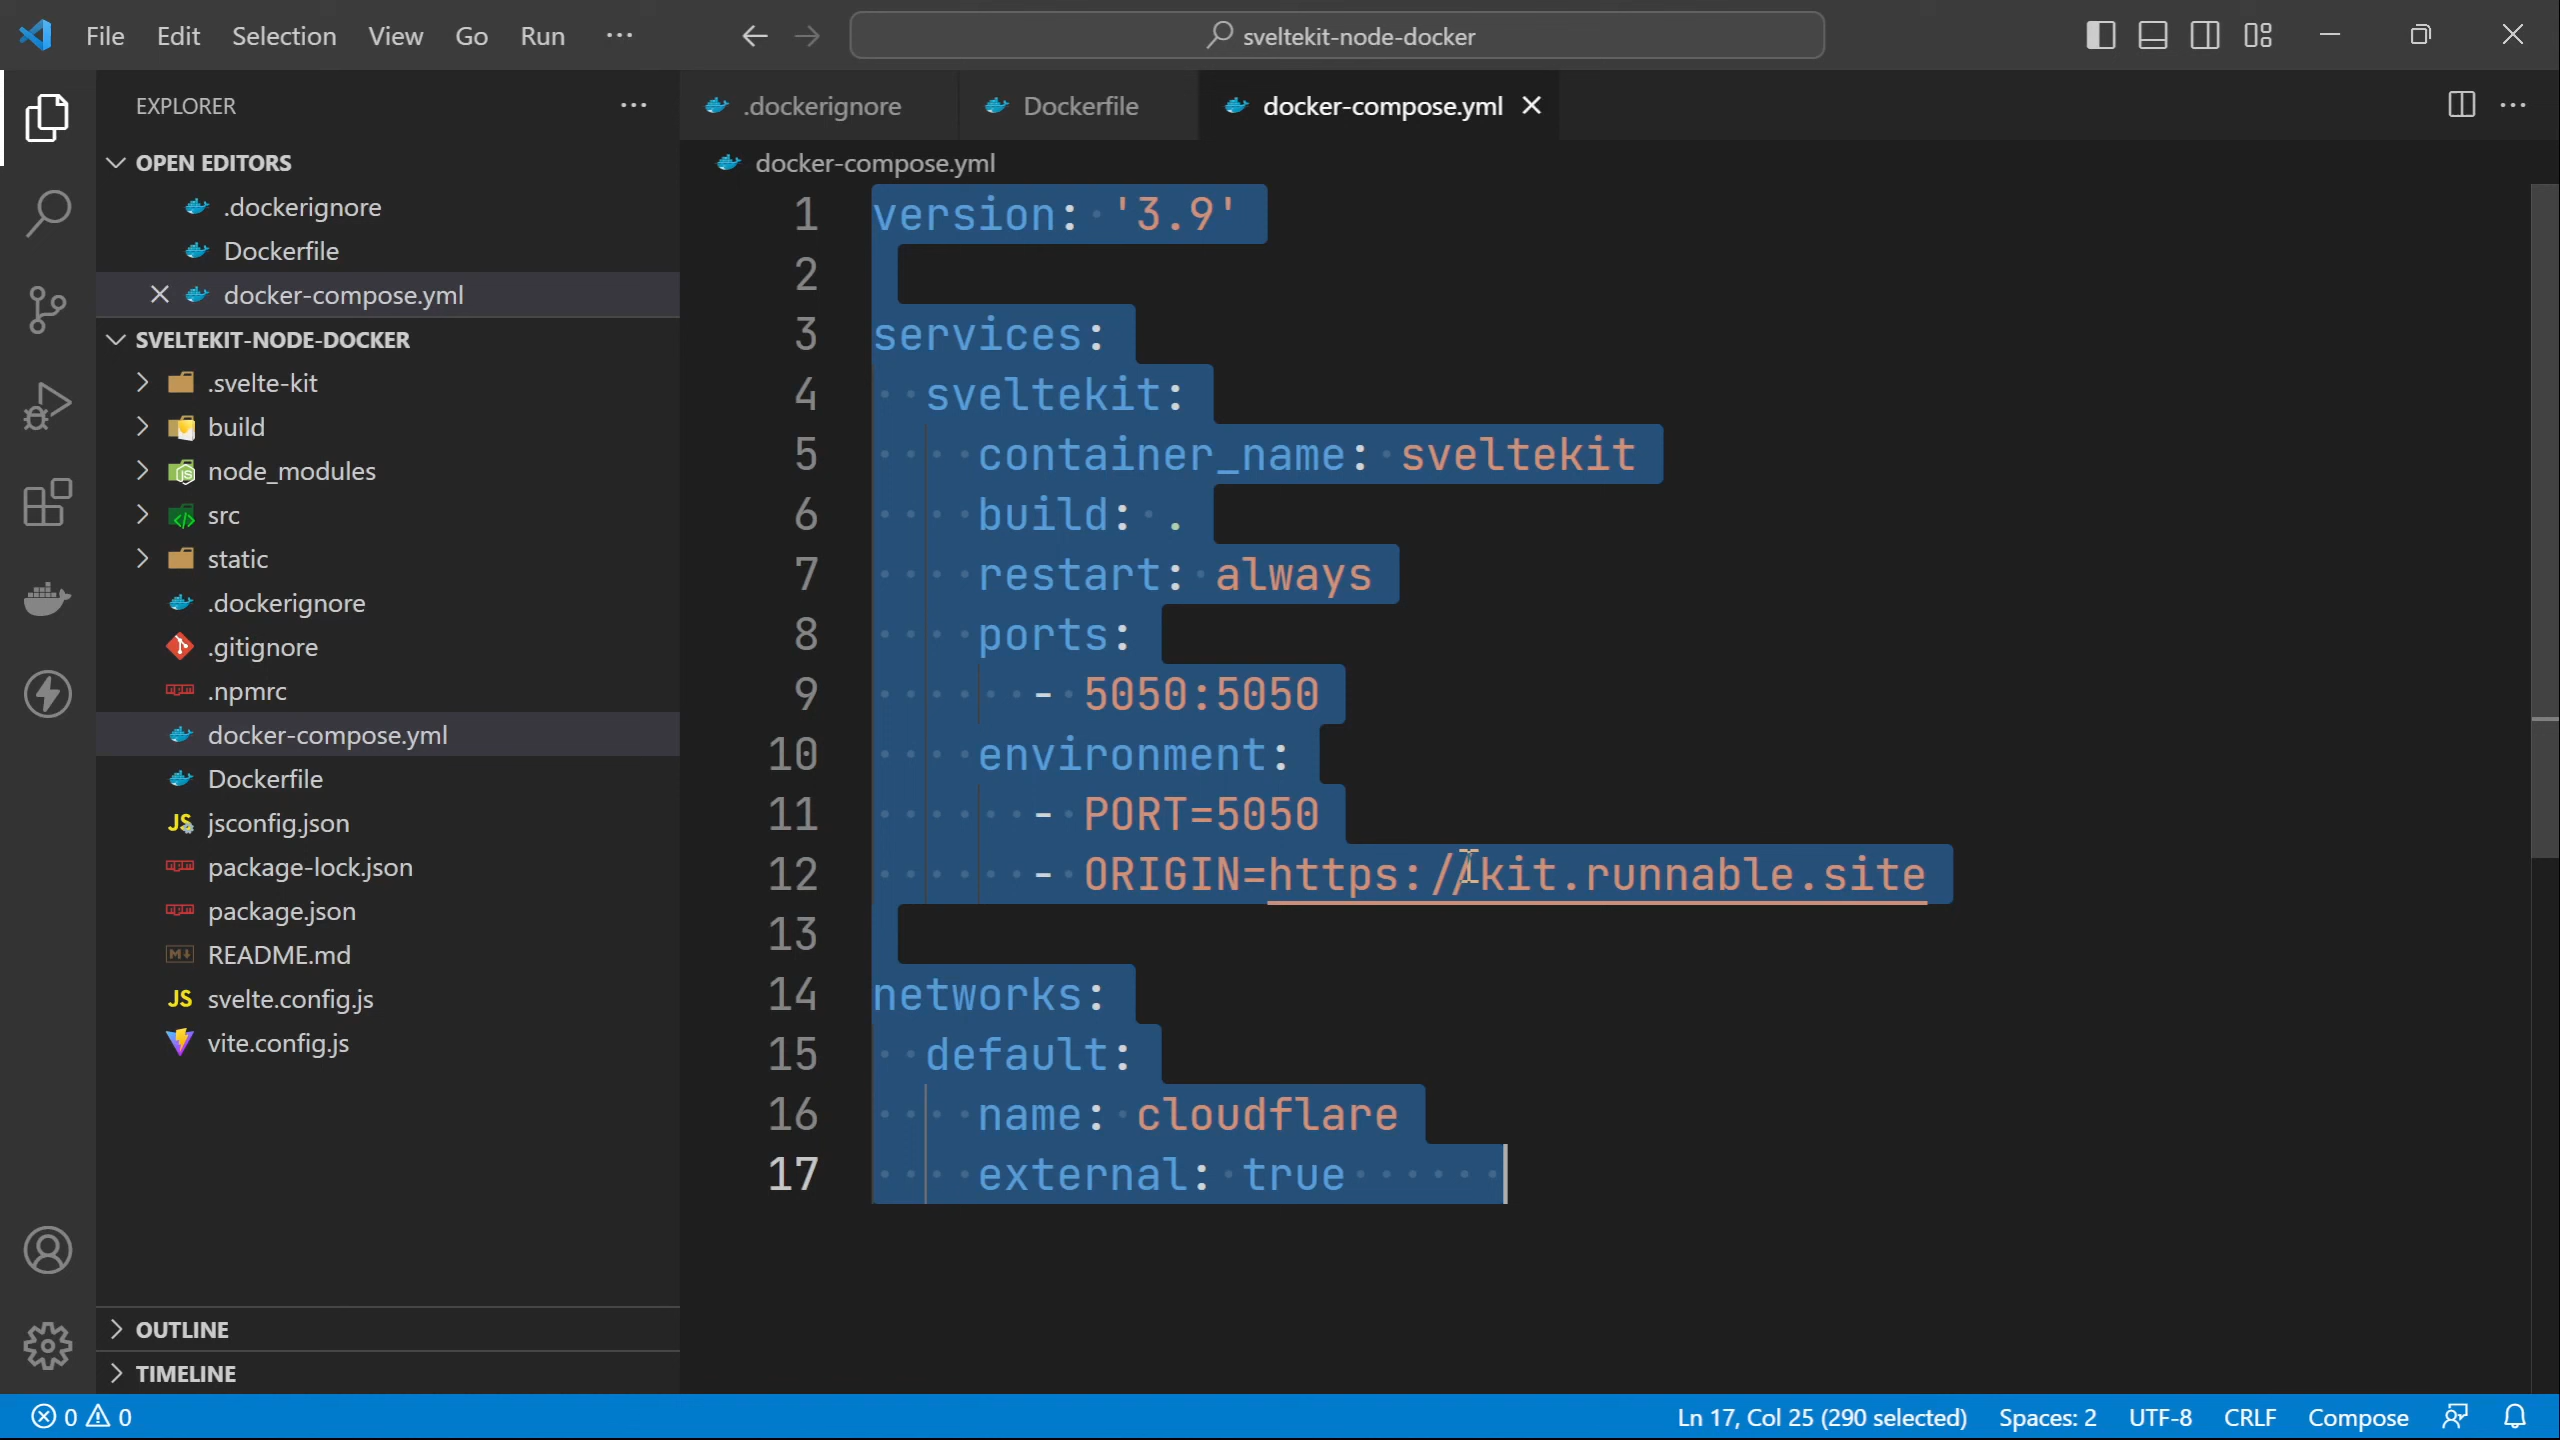 File Edit Selection View Go Run ···
sveltekit-node-docker
EXPLORER
OPEN EDITORS
.dockerignore
Dockerfile
docker-compose.yml
SVELTEKIT-NODE-DOCKER
.svelte-kit
build
node_modules
src
static
.dockerignore
.gitignore
.npmrc
docker-compose.yml
Dockerfile
jsconfig.json
package-lock.json
package.json
README.md
svelte.config.js
vite.config.js
OUTLINE
TIMELINE
.dockerignore Dockerfile docker-compose.yml
docker-compose.yml
1 version: '3.9'
2
3 services:
4   sveltekit:
5     container_name: sveltekit
6     build: .
7     restart: always
8     ports:
9       - 5050:5050
10     environment:
11       - PORT=5050
12       - ORIGIN=https://kit.runnable.site
13
14 networks:
15   default:
16     name: cloudflare
17     external: true
0 0 Ln 17, Col 25 (290 selected) Spaces: 2 UTF-8 CRLF Compose